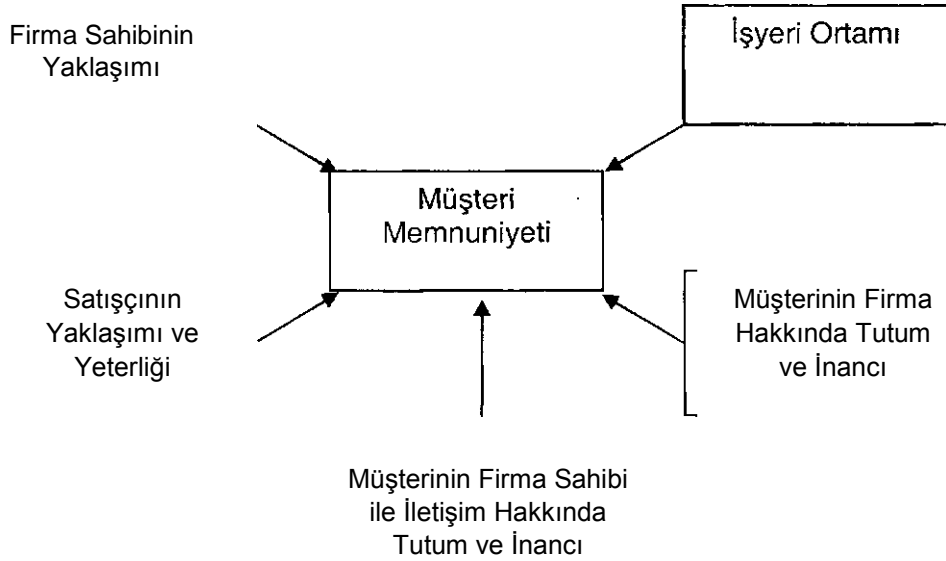 Firma Sahibinin
Yaklaşımı
İşyeri Ortamı
Müşteri
Memnuniyeti
Satışçının
Yaklaşımı ve
Yeterliği
Müşterinin Firma
Hakkında Tutum
ve İnancı
Müşterinin Firma Sahibi
ile İletişim Hakkında
Tutum ve İnancı